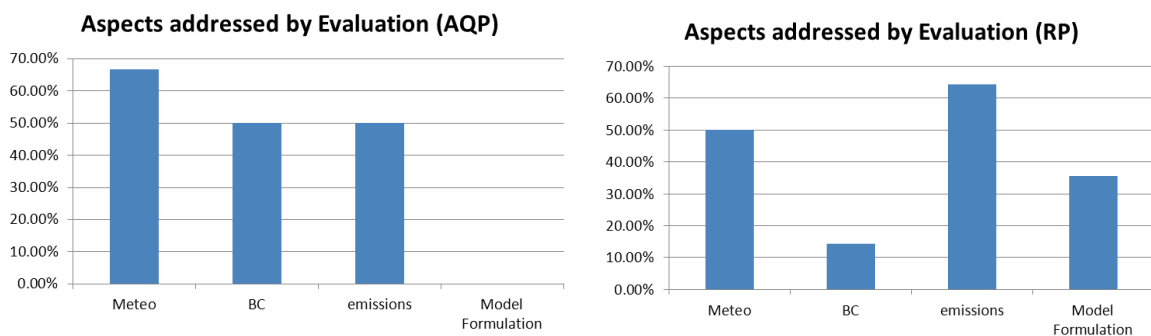 Aspects addressed by Evaluation (AQP)
70.00%
60.00%
50.00%
40.00%
30.00%
20.00%
10.00%
0.00%
Meteo
BC
emissions
Model
Formulation
Aspects addressed by Evaluation (RP)
70.00%
60.00%
50.00%
40.00%
30.00%
20.00%
10.00%
0.00%
Meteo
BC
emissions
Model
Formulation